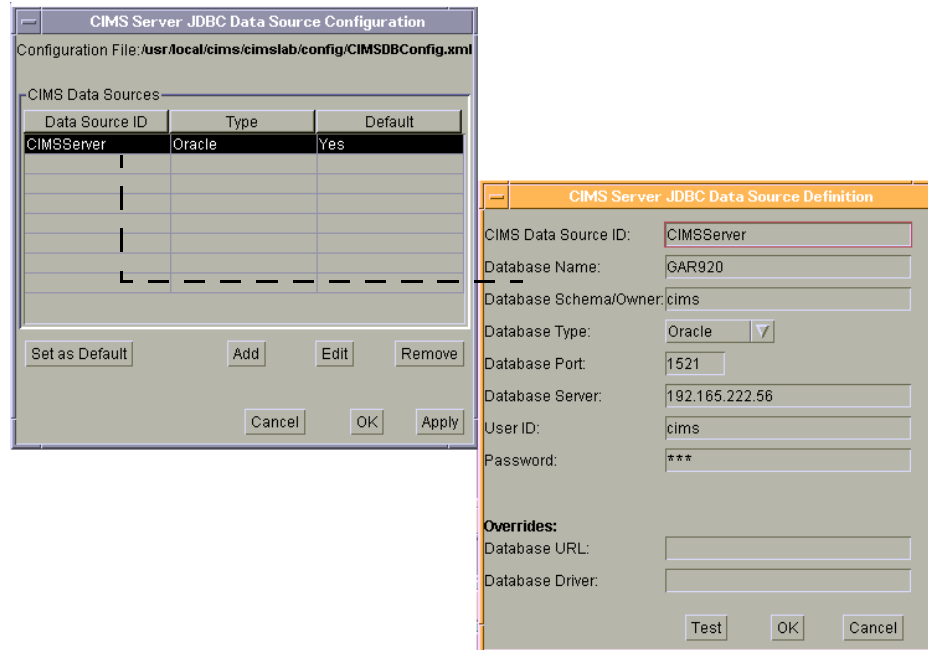 CIMS Server JDBC Data Source Configuration
Configuration File:/usr/local/cims/cimslab/config/CIMSDBConfig.xml
CIMS Data Sources
Data Source ID Type Default
CIMSServer Oracle Yes
Set as Default Add Edit Remove
Cancel OK Apply
CIMS Server JDBC Data Source Definition
CIMS Data Source ID: CIMSServer
Database Name: GAR920
Database Schema/Owner: cims
Database Type: Oracle
Database Port: 1521
Database Server: 192.165.222.56
User ID: cims
Password: ***
Overrides:
Database URL:
Database Driver:
Test OK Cancel